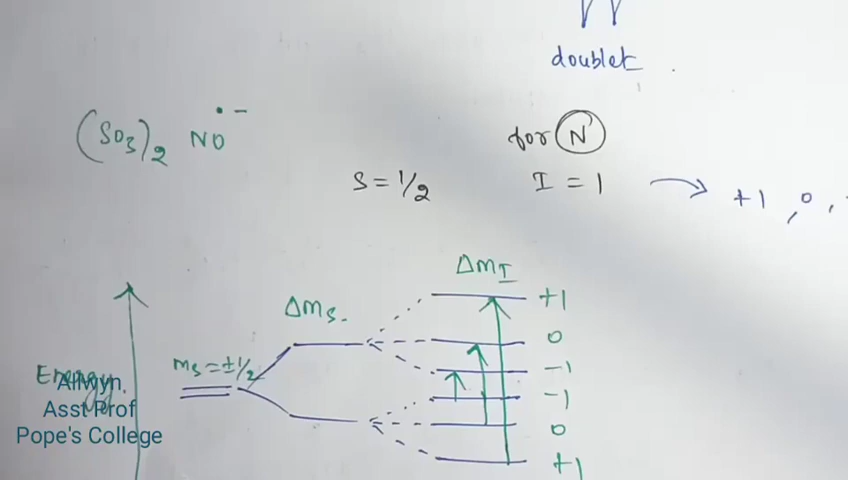 doublet
(SO3)2 NO •−
for N
S = 1/2
I = 1 → +1, 0,
ΔmI
ΔmS
+1
0
mS = ±1/2
-1
Energy
-1
0
+1
Allwyn.
Asst Prof
Pope's College